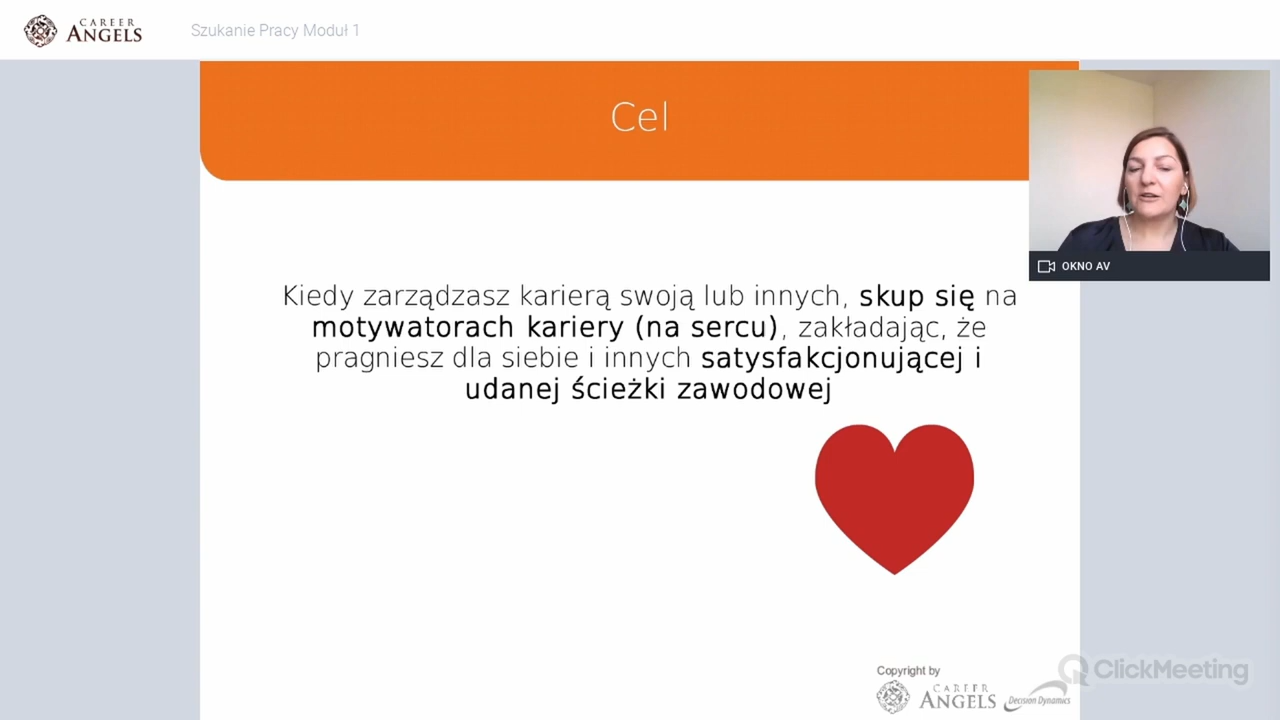 CAREER
ANGELS
Szukanie Pracy Moduł 1
Cel
OKNO AV
Kiedy zarządzasz karierą swoją lub innych, skup się na
motywatorach kariery (na sercu), zakładając, że
pragniesz dla siebie i innych satysfakcjonującej i
udanej ścieżki zawodowej
Copyright by
CAREER
ANGELS
Decision Dynamics
ClickMeeting